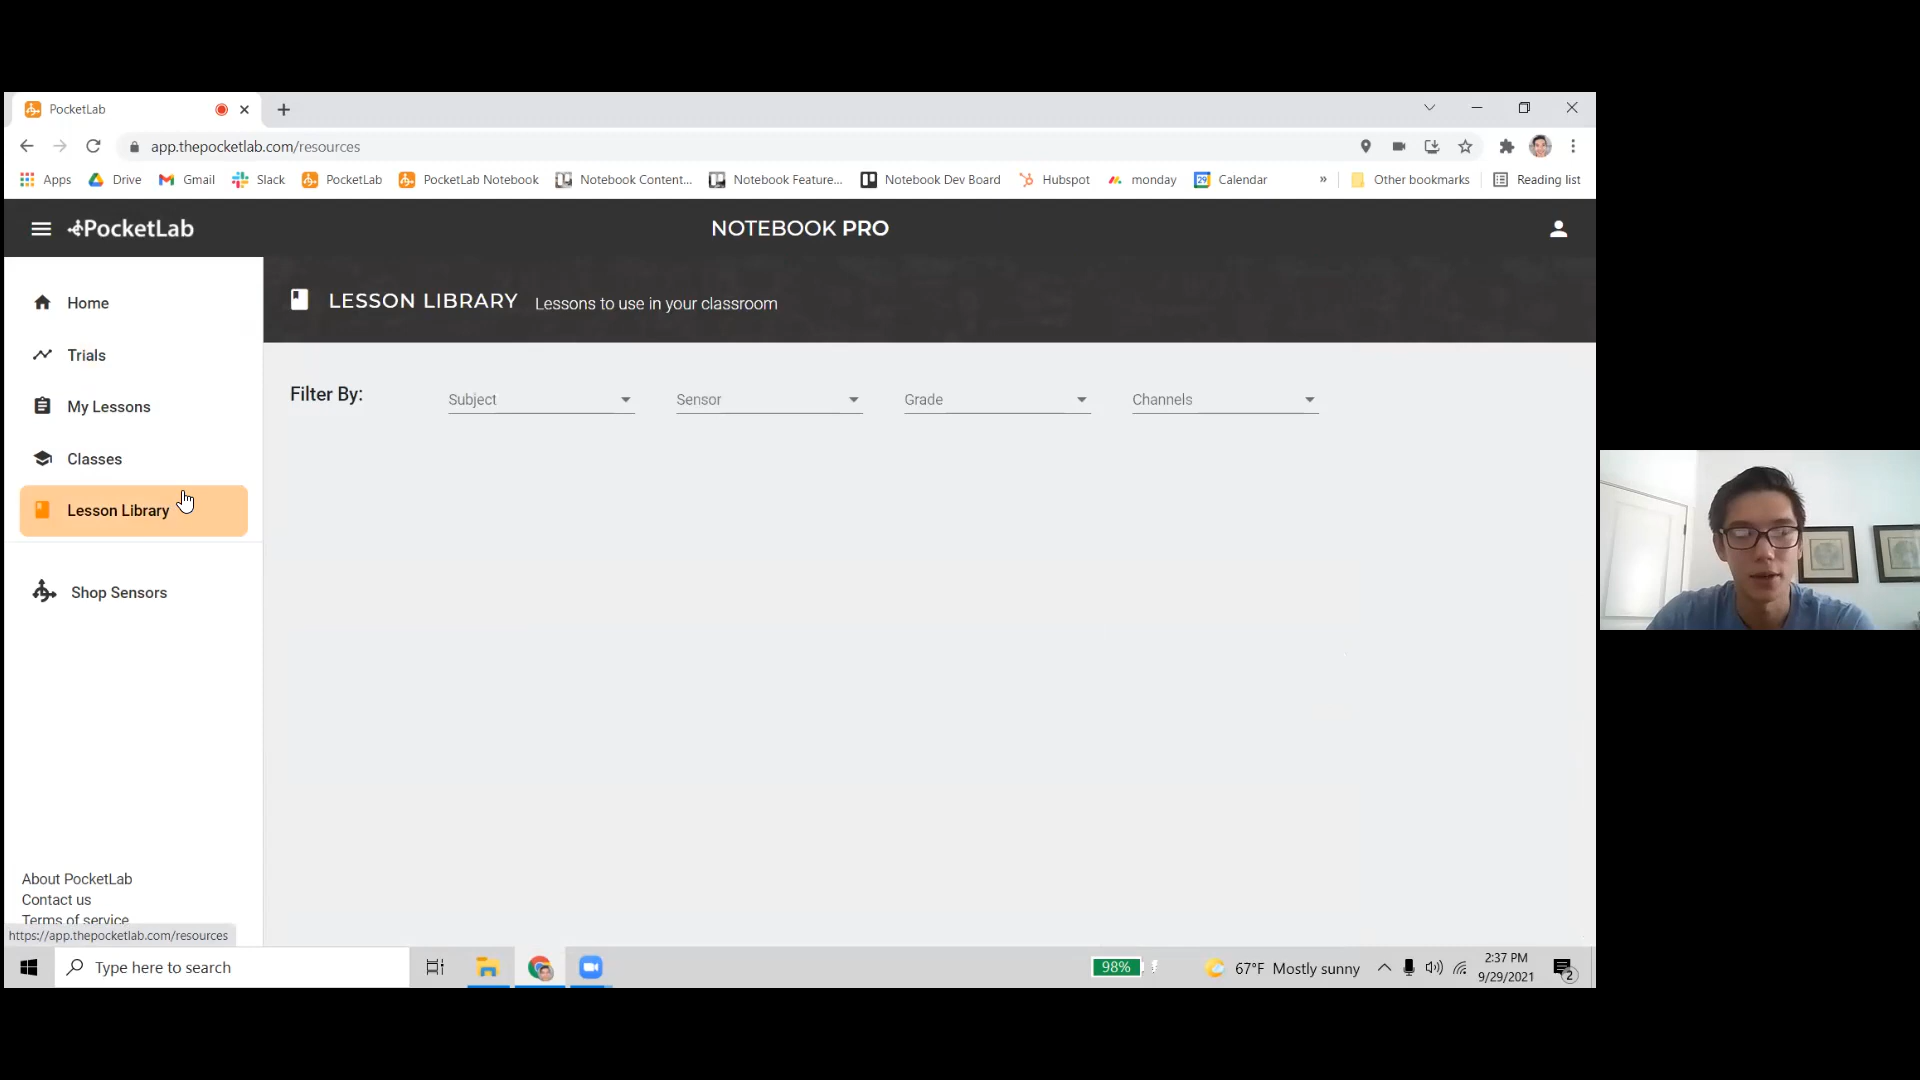 PocketLab
app.thepocketlab.com/resources
Apps Drive Gmail Slack PocketLab PocketLab Notebook Notebook Content... Notebook Feature... Notebook Dev Board Hubspot monday 29 Calendar » Other bookmarks Reading list
PocketLab NOTEBOOK PRO
Home
Trials
My Lessons
Classes
Lesson Library
Shop Sensors
LESSON LIBRARY Lessons to use in your classroom
Filter By: Subject Sensor Grade Channels
About PocketLab
Contact us
Terms of service
https://app.thepocketlab.com/resources
Type here to search
98%
67°F Mostly sunny
2:37 PM
9/29/2021
2